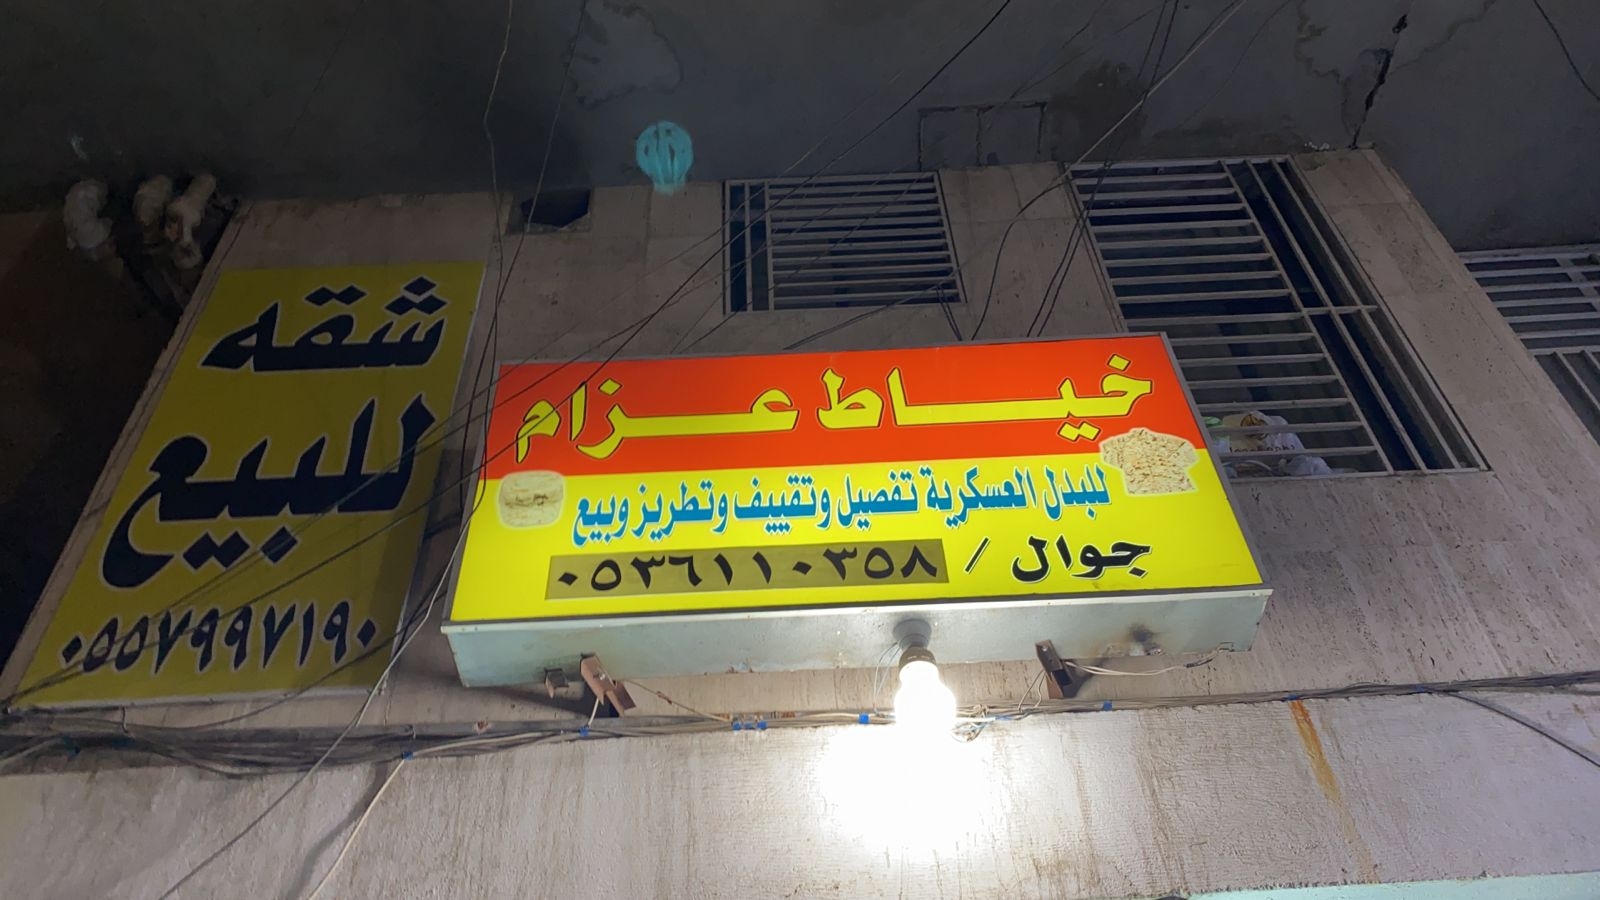 خياط عزام
للبدل العسكرية تفصيل وتقييف وتطريز وبيع
جوال / ٠٥٣٦١١٠٣٥٨
شقه
للبيع
٠٥٥٧٩٩٧١٩٠